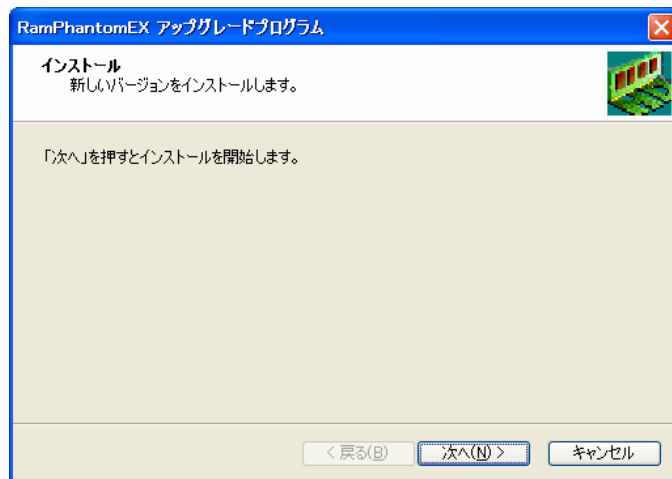 RamPhantomEX アップグレードプログラム
インストール
新しいバージョンをインストールします。
「次へ」を押すとインストールを開始します。
< 戻る(B)
次へ(N) >
キャンセル